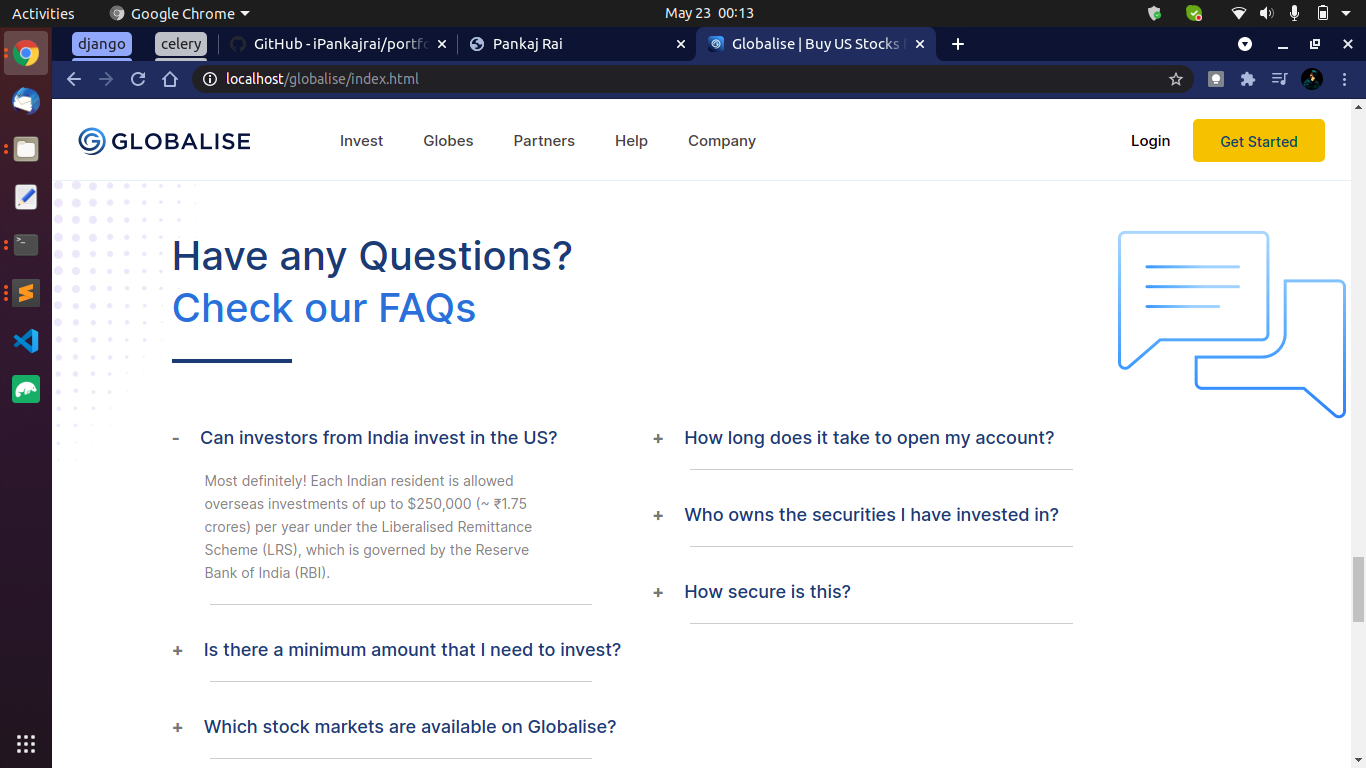 Activities
Google Chrome
May 23 00:13
django
celery
GitHub - iPankajrai/portfo
Pankaj Rai
Globalise | Buy US Stocks
localhost/globalise/index.html
GLOBALISE
Invest
Globes
Partners
Help
Company
Login
Get Started
Have any Questions?
Check our FAQs
- Can investors from India invest in the US?
Most definitely! Each Indian resident is allowed
overseas investments of up to $250,000 (~ ₹1.75
crores) per year under the Liberalised Remittance
Scheme (LRS), which is governed by the Reserve
Bank of India (RBI).
+ Is there a minimum amount that I need to invest?
+ Which stock markets are available on Globalise?
+ How long does it take to open my account?
+ Who owns the securities I have invested in?
+ How secure is this?